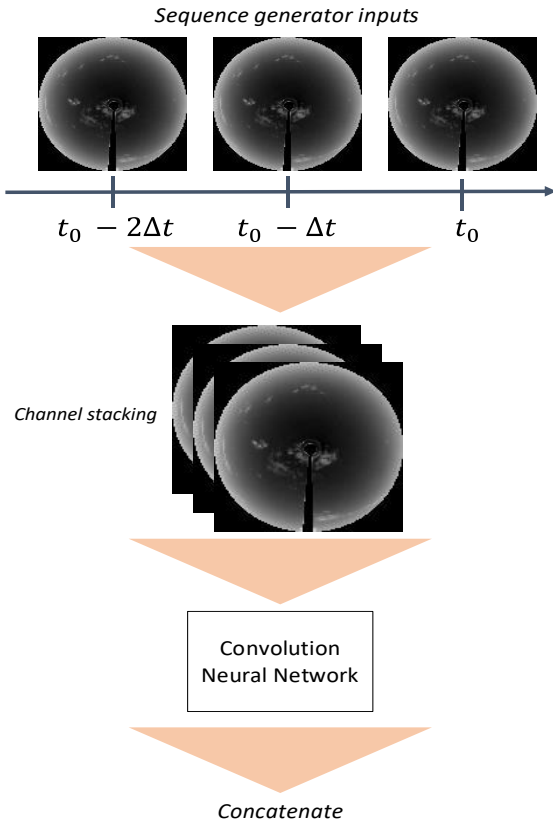 Sequence generator inputs
t₀ − 2Δt
t₀ − Δt
t₀
Channel stacking
Convolution
Neural Network
Concatenate